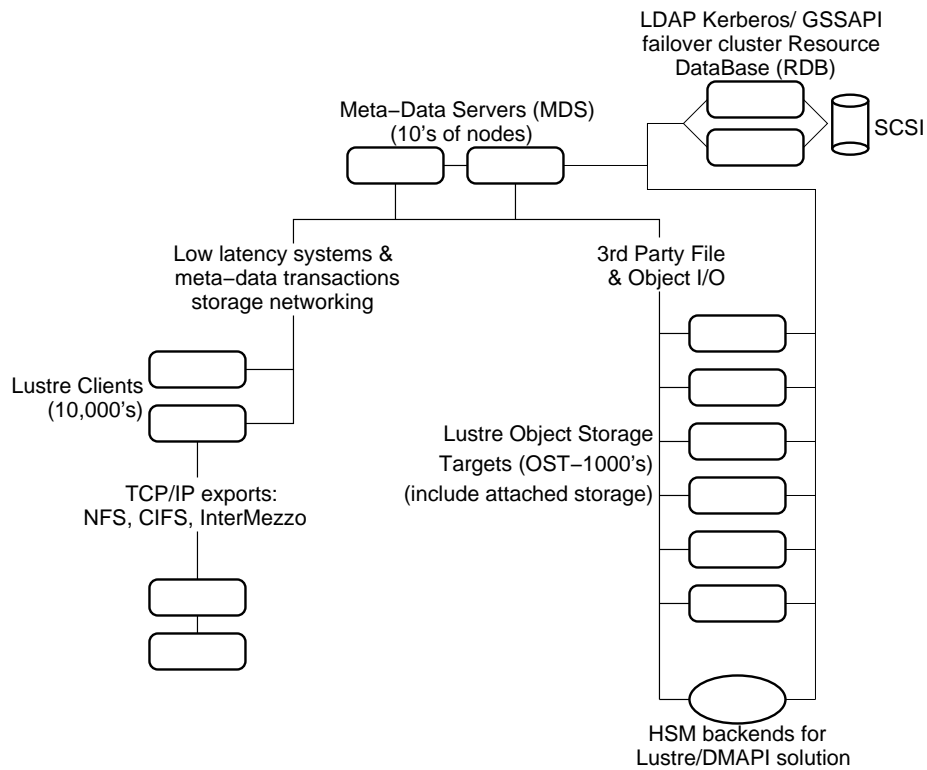 LDAP Kerberos/ GSSAPI
failover cluster Resource
DataBase (RDB)
SCSI
Meta−Data Servers (MDS)
(10's of nodes)
Low latency systems &
meta−data transactions
storage networking
3rd Party File
& Object I/O
Lustre Clients
(10,000's)
Lustre Object Storage
Targets (OST−1000's)
(include attached storage)
TCP/IP exports:
NFS, CIFS, InterMezzo
HSM backends for
Lustre/DMAPI solution